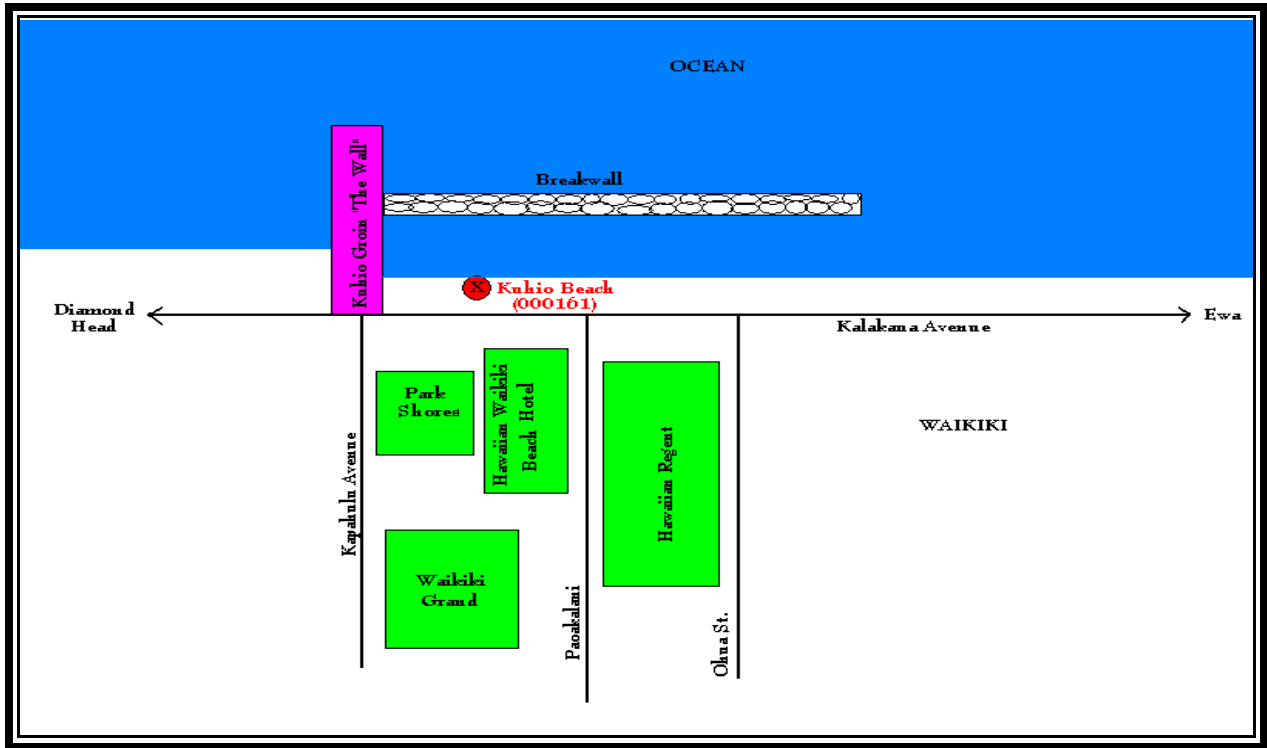 OCEAN
Breakwall
Kuhio Groin "The Wall"
X
Kuhio Beach
(000161)
Diamond
Head
Ewa
Kalakana Avenue
Park
Shores
Hawaiian Waikiki
Beach Hotel
WAIKIKI
Hawaiian Regent
Kapahulu Avenue
Waikiki
Grand
Paoakalani
Ohua St.